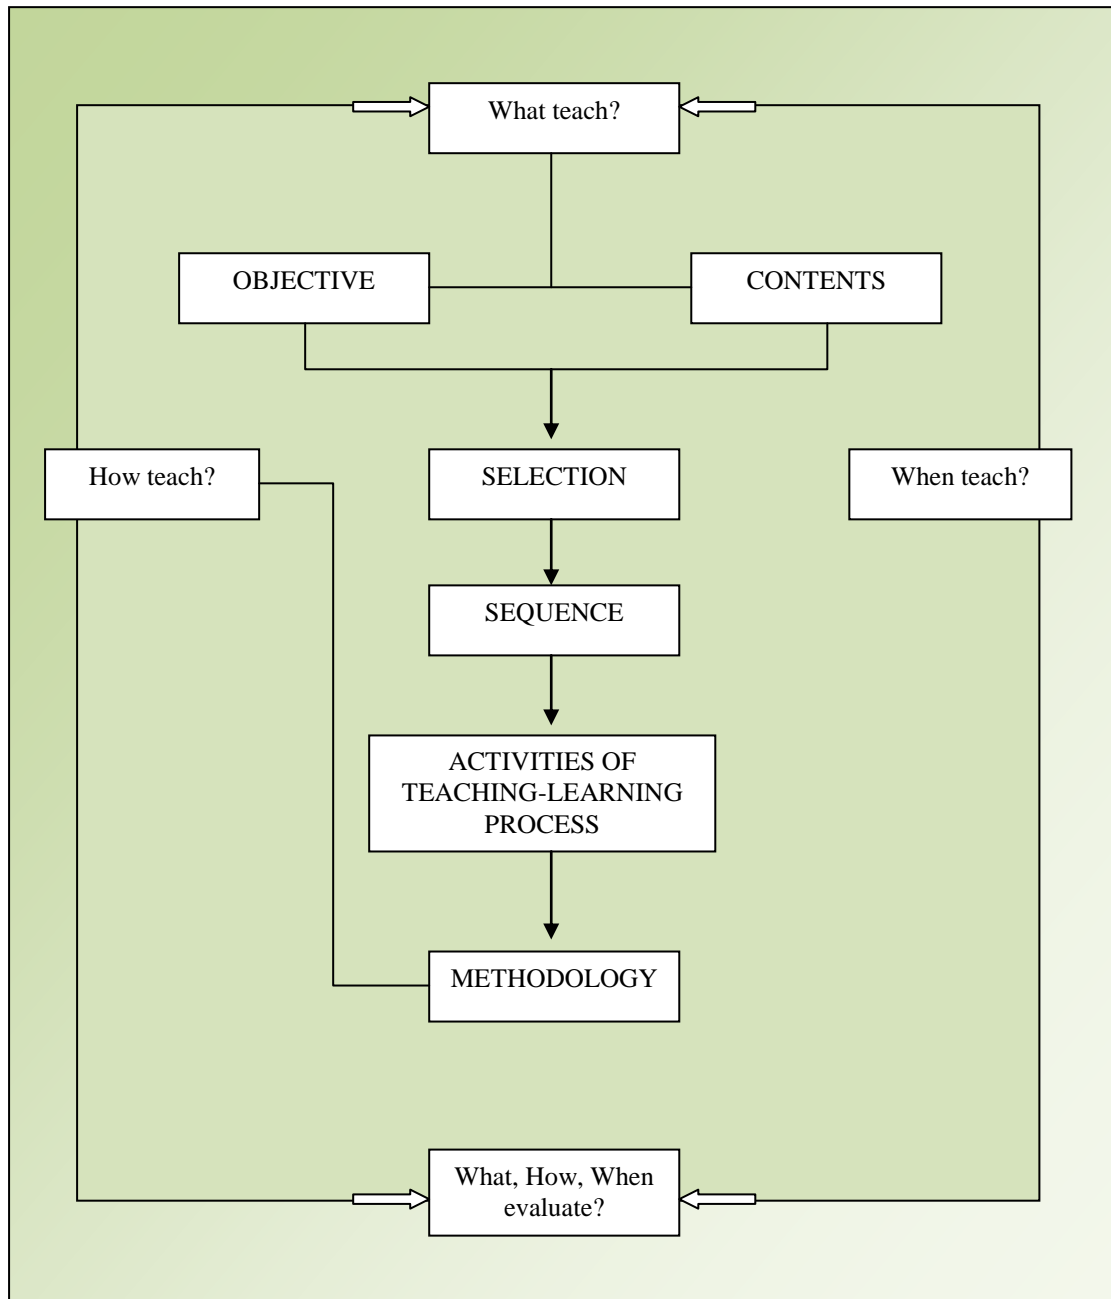 What teach?
OBJECTIVE
CONTENTS
How teach?
SELECTION
When teach?
SEQUENCE
ACTIVITIES OF
TEACHING-LEARNING
PROCESS
METHODOLOGY
What, How, When
evaluate?